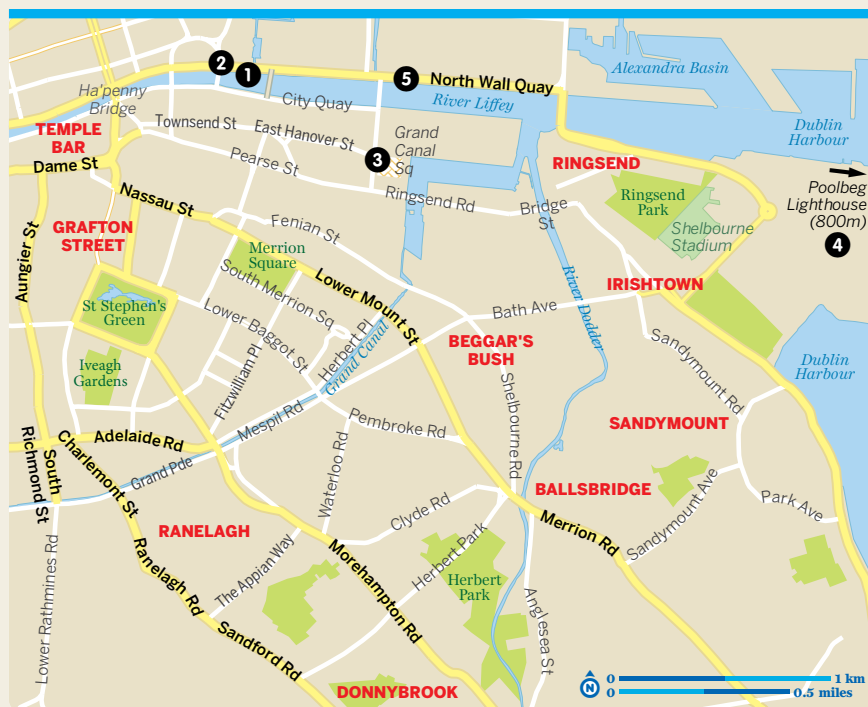 2
1
5
North Wall Quay
Alexandra Basin
Ha'penny
Bridge
City Quay
River Liffey
Dublin
Harbour
TEMPLE
BAR
Townsend St
East Hanover St
Grand
Canal
Sq
3
Dame St
Pearse St
RINGSEND
Poolbeg
Lighthouse
(800m)
4
Nassau St
Ringsend Rd
Bridge
St
Ringsend
Park
Shelbourne
Stadium
GRAFTON
STREET
Fenian St
Aungier St
Merrion
Square
South Merrion Sq
Lower Mount St
River Dodder
IRISHTOWN
St Stephen's
Green
Lower Baggot St
Herbert Pl
Grand Canal
Bath Ave
BEGGAR'S
BUSH
Iveagh
Gardens
Fitzwilliam Pl
Shelbourne Rd
Sandymount Rd
Dublin
Harbour
Mespil Rd
Pembroke Rd
SANDYMOUNT
Adelaide Rd
South
Richmond St
Charlemont St
Grand Pde
Waterloo Rd
BALLSBRIDGE
Park Ave
Clyde Rd
Merrion Rd
Sandymount Ave
RANELAGH
Lower Rathmines Rd
Ranelagh Rd
The Appian Way
Morehampton Rd
Herbert Park
Herbert
Park
Anglesea St
Sandford Rd
DONNYBROOK
N
0
1 km
0
0.5 miles